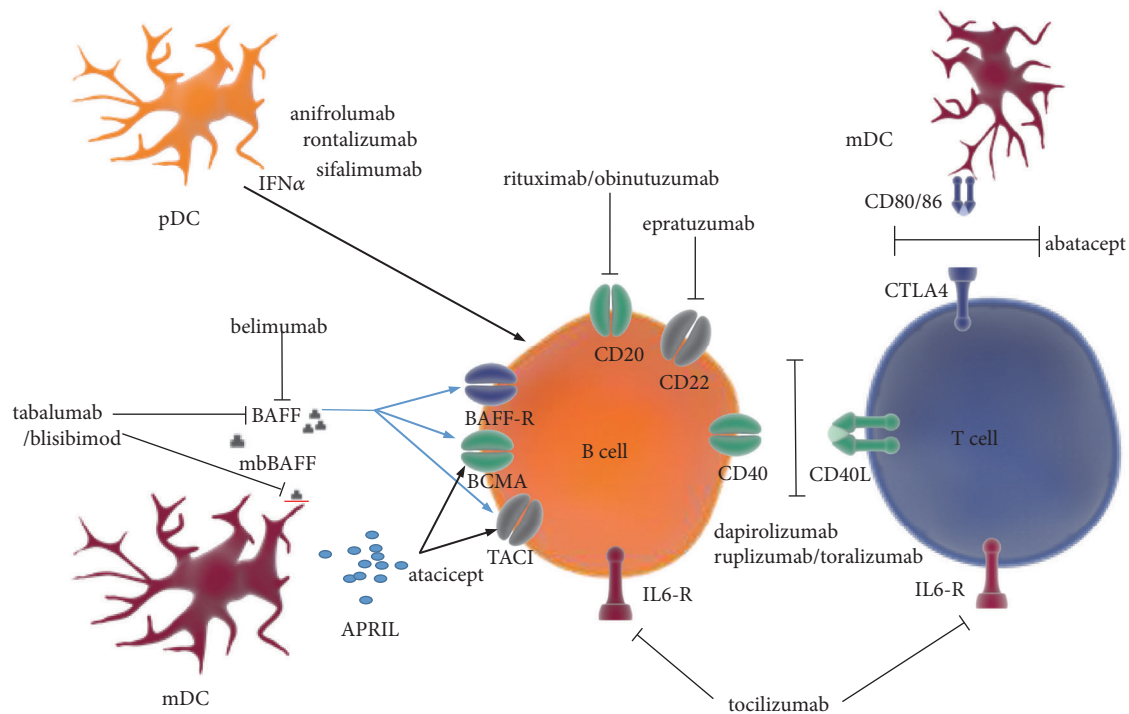 anifrolumab
rontalizumab
sifalimumab
IFNα
pDC
mDC
rituximab/obinutuzumab
CD80/86
epratuzumab
abatacept
CTLA4
belimumab
CD20
CD22
tabalumab
/blisibimod
BAFF
BAFF-R
mbBAFF
BCMA
B cell
CD40
CD40L
T cell
dapirolizumab
ruplizumab/toralizumab
TACI
atacicept
APRIL
IL6-R
IL6-R
mDC
tocilizumab